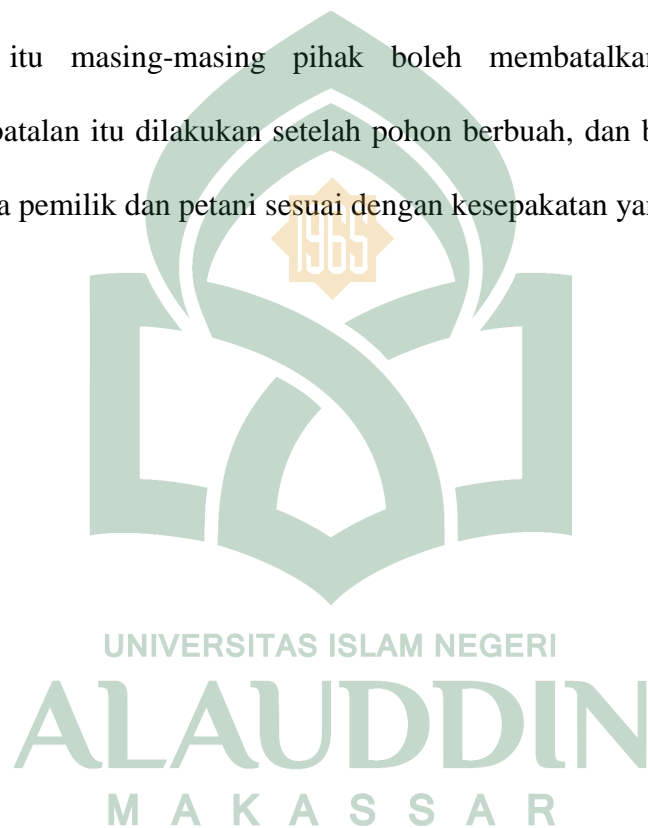 itu masing-masing pihak boleh membatalkan
batalan itu dilakukan setelah pohon berbuah, dan
pemilik dan petani sesuai dengan kesepakatan
1965
UNIVERSITAS ISLAM NEGERI
ALAUDDIN
MAKASSAR